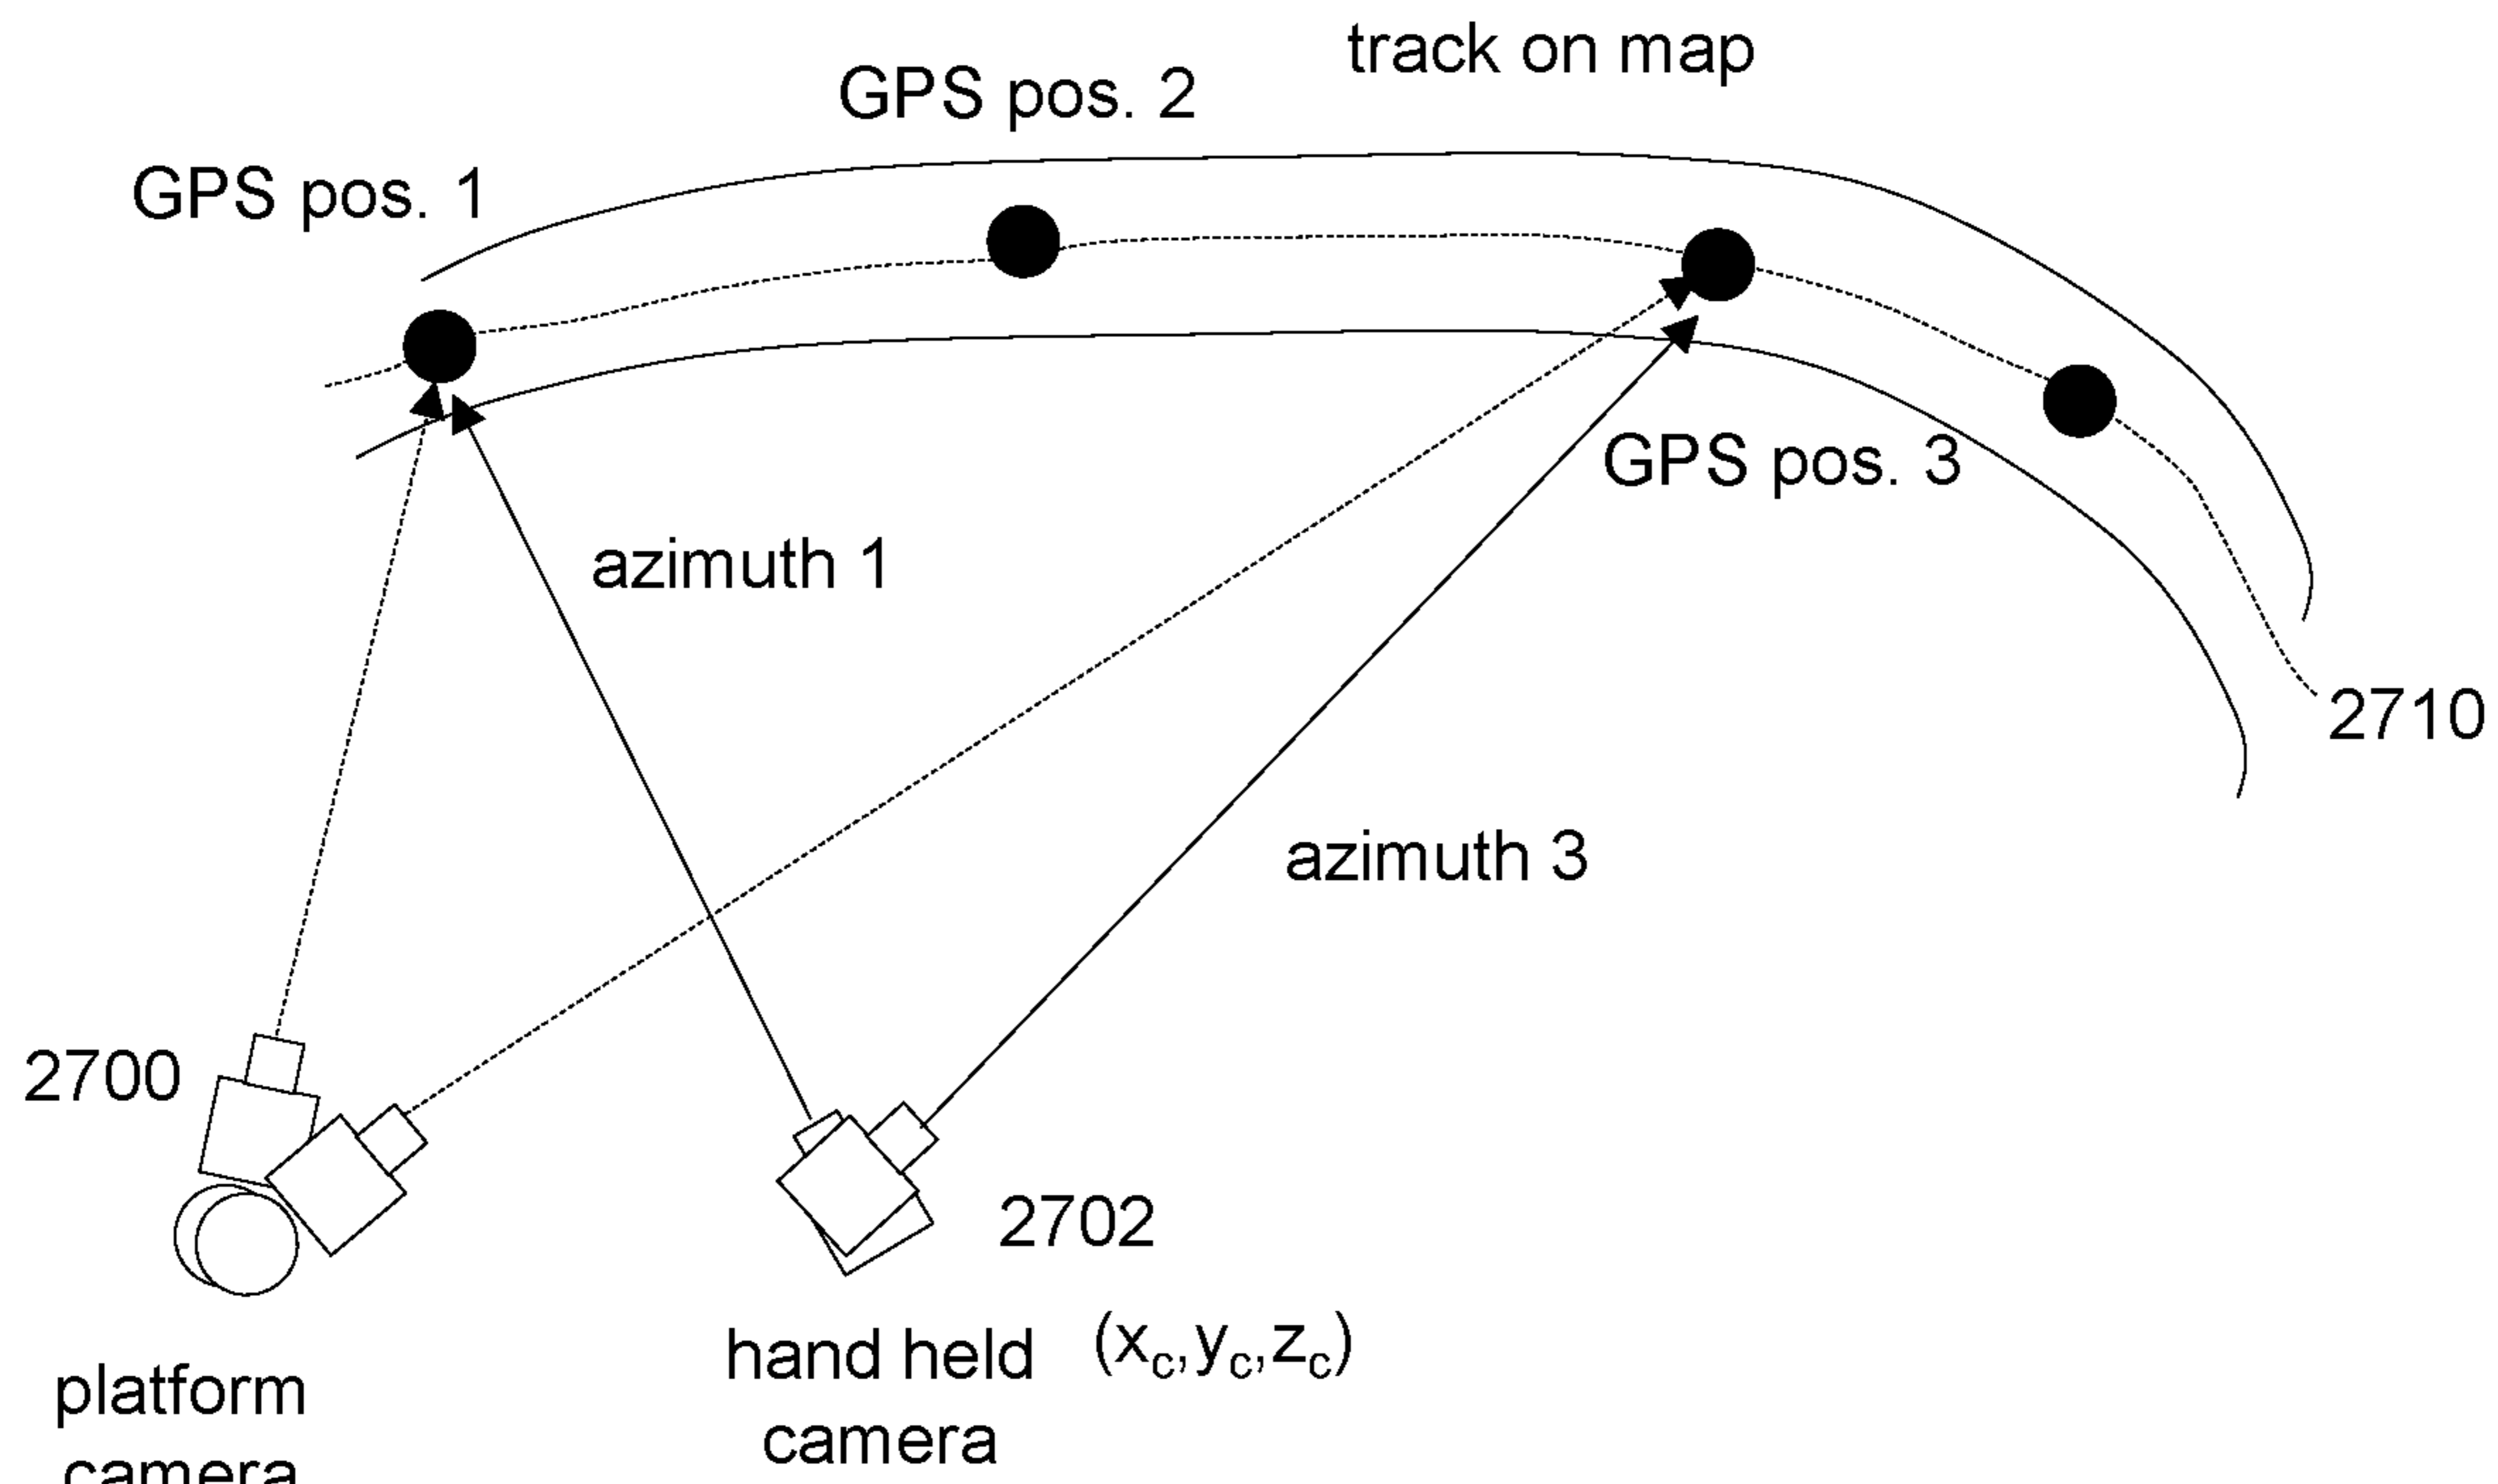 track on map
GPS pos. 2
GPS pos. 1
GPS pos. 3
azimuth 1
2710
azimuth 3
2700
2702
hand held
camera
(xc,yc,zc)
platform
camera